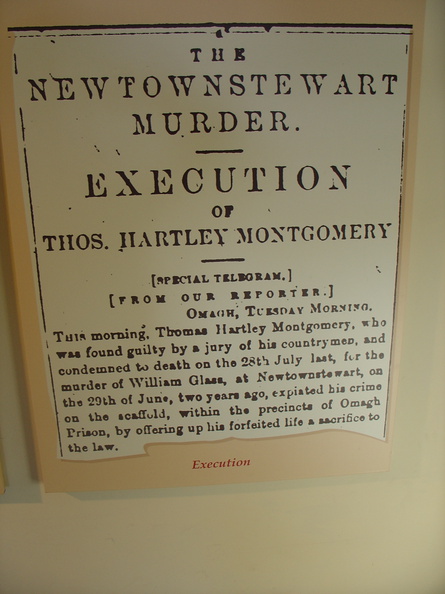 THE
NEWTOWNSTEWART
MURDER.
EXECUTION
OF
THOS. HARTLEY MONTGOMERY
[SPECIAL TELEGRAM.]
[FROM OUR REPORTER.]
OMAGH, TUESDAY MORNING.
THIS morning, Thomas Hartley Montgomery, who
was found guilty by a jury of his countrymen, and
condemned to death on the 28th July last, for the
murder of William Glass, at Newtownstewart, on
the 29th of June, two years ago, expiated his crime
on the scaffold, within the precincts of Omagh
Prison, by offering up his forfeited life a sacrifice to
the law.
Execution